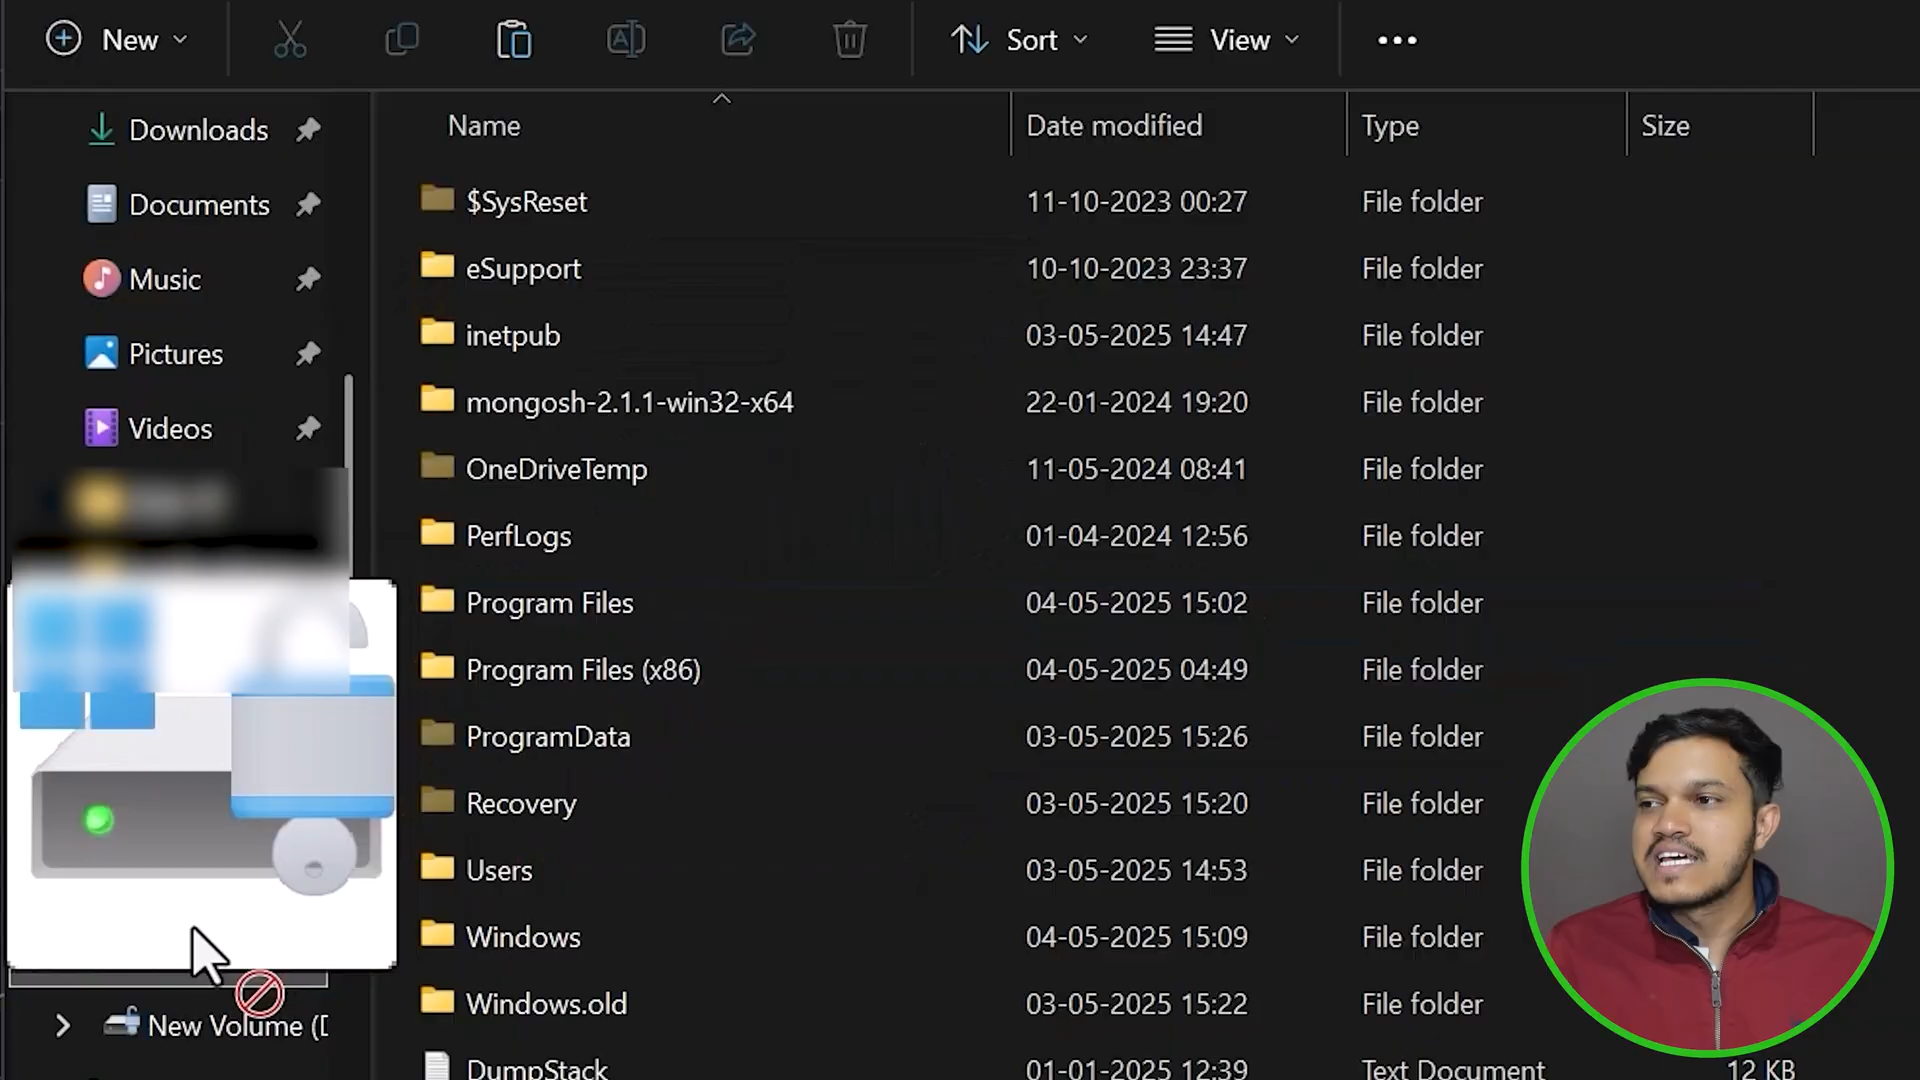 New Sort View
Downloads
Documents
Music
Pictures
Videos
New Volume (D
Name Date modified Type Size
$SysReset 11-10-2023 00:27 File folder
eSupport 10-10-2023 23:37 File folder
inetpub 03-05-2025 14:47 File folder
mongosh-2.1.1-win32-x64 22-01-2024 19:20 File folder
OneDriveTemp 11-05-2024 08:41 File folder
PerfLogs 01-04-2024 12:56 File folder
Program Files 04-05-2025 15:02 File folder
Program Files (x86) 04-05-2025 04:49 File folder
ProgramData 03-05-2025 15:26 File folder
Recovery 03-05-2025 15:20 File folder
Users 03-05-2025 14:53 File folder
Windows 04-05-2025 15:09 File folder
Windows.old 03-05-2025 15:22 File folder
DumpStack 01-01-2025 12:39 Text Document 12 KB